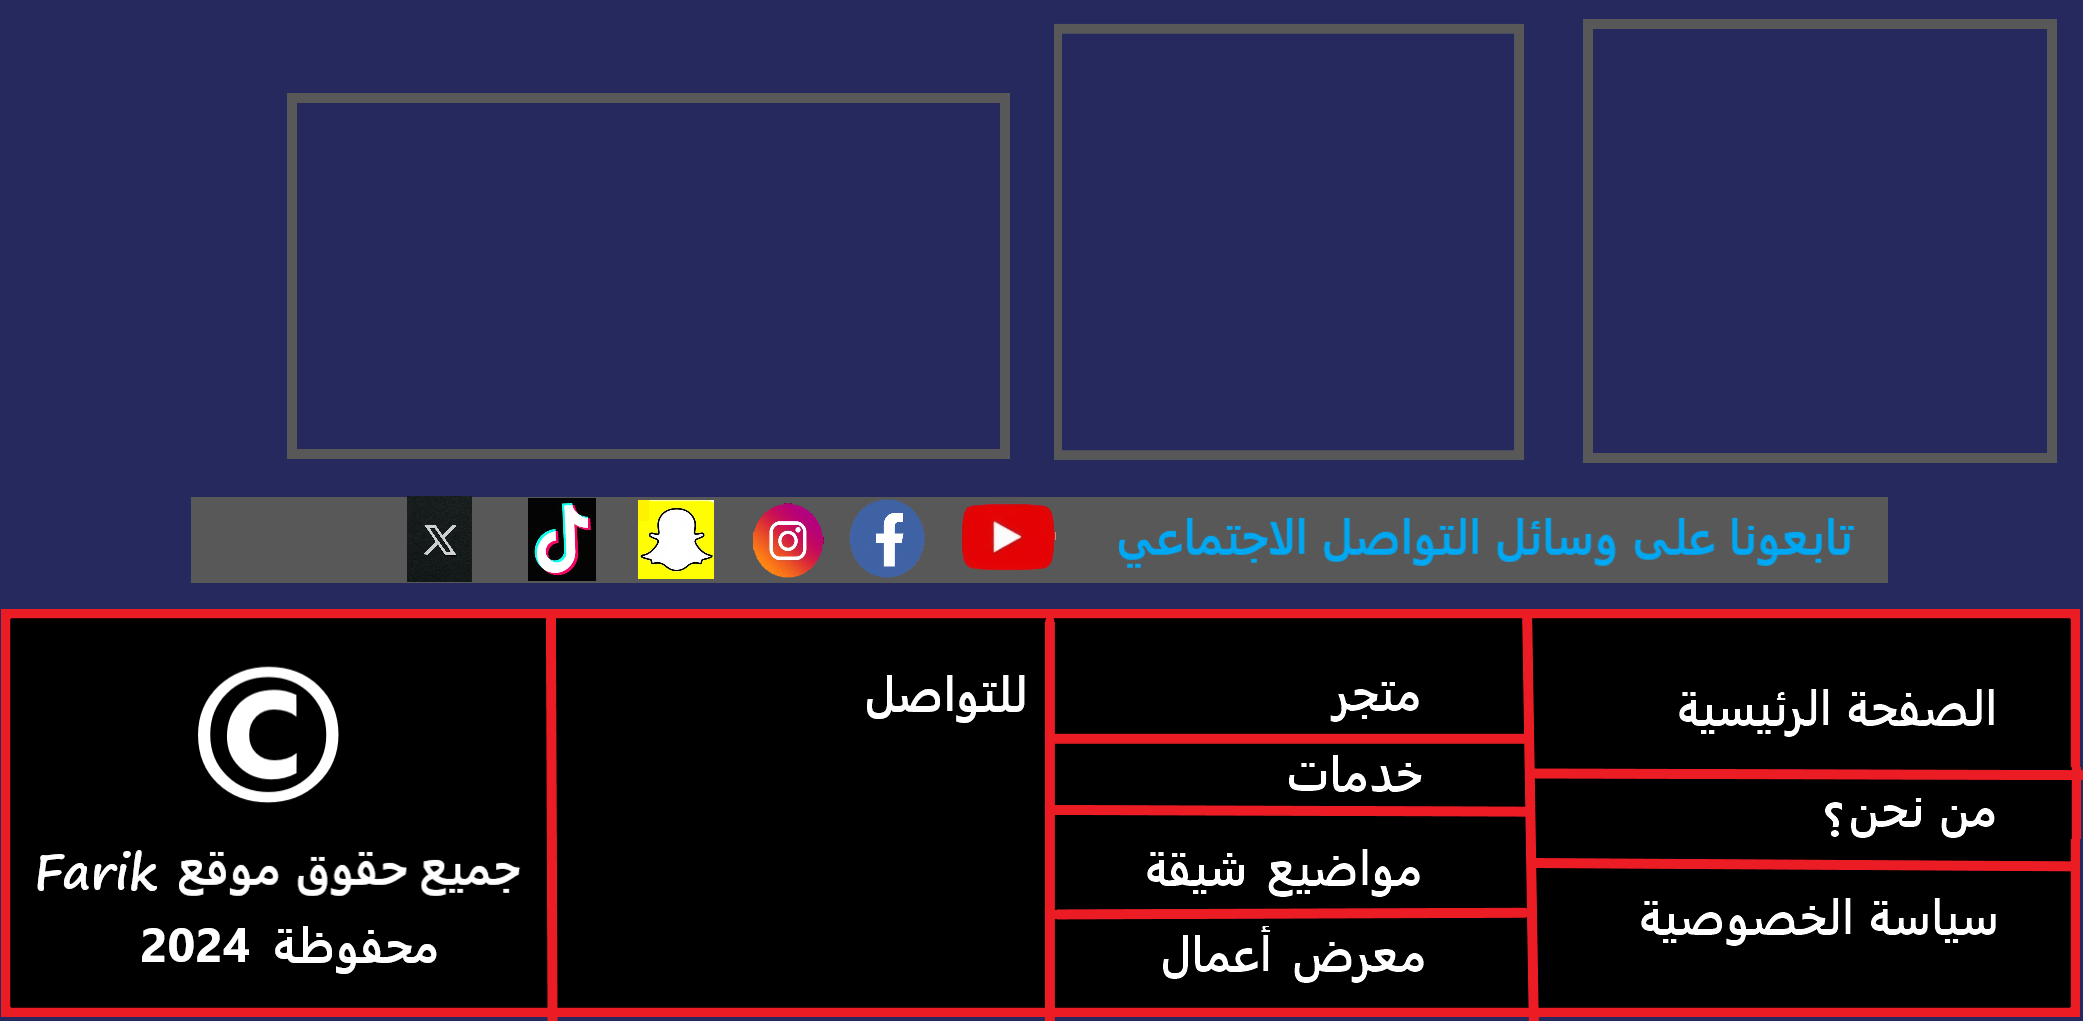 تابعونا على وسائل التواصل الاجتماعي
الصفحة الرئيسية
من نحن؟
سياسة الخصوصية
متجر
خدمات
مواضيع شيقة
معرض أعمال
للتواصل
©
جميع حقوق موقع Farik
محفوظة 2024